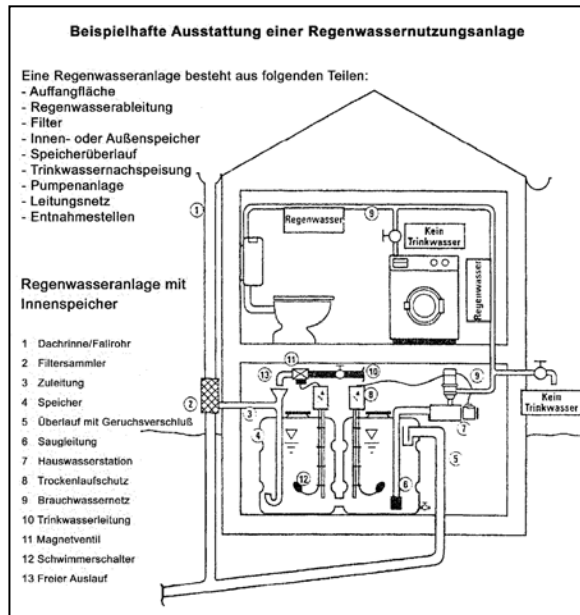 Beispielhafte Ausstattung einer Regenwassernutzungsanlage
Eine Regenwasseranlage besteht aus folgenden Teilen:
- Auffangfläche
- Regenwasserableitung
- Filter
- Innen- oder Außenspeicher
- Speicherüberlauf
- Trinkwassernachspeisung
- Pumpenanlage
- Leitungsnetz
- Entnahmestellen
Regenwasseranlage mit
Innenspeicher
1 Dachrinne/Fallrohr
2 Filtersammler
3 Zuleitung
4 Speicher
5 Überlauf mit Geruchsverschluß
6 Saugleitung
7 Hauswasserstation
8 Trockenlaufschutz
9 Brauchwassernetz
10 Trinkwasserleitung
11 Magnetventil
12 Schwimmerschalter
13 Freier Auslauf
1
Regenwasser
9
Kein
Trinkwasser
Regenwasser
11
13
10
9
8
2
3
7
Kein
Trinkwasser
4
12
6
5